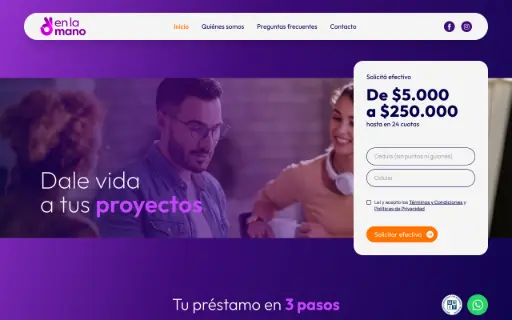 en la
mano
Inicio
Quiénes somos
Preguntas frecuentes
Contacto
Solicitá efectivo
De $5.000
a $250.000
hasta en 24 cuotas
Cédula (No puntos ni guiones)
Celular
Leí y acepto los Términos y Condiciones y
Políticas de Privacidad
Solicitar efectivo
Dale vida
a tus proyectos
Tu préstamo en 3 pasos